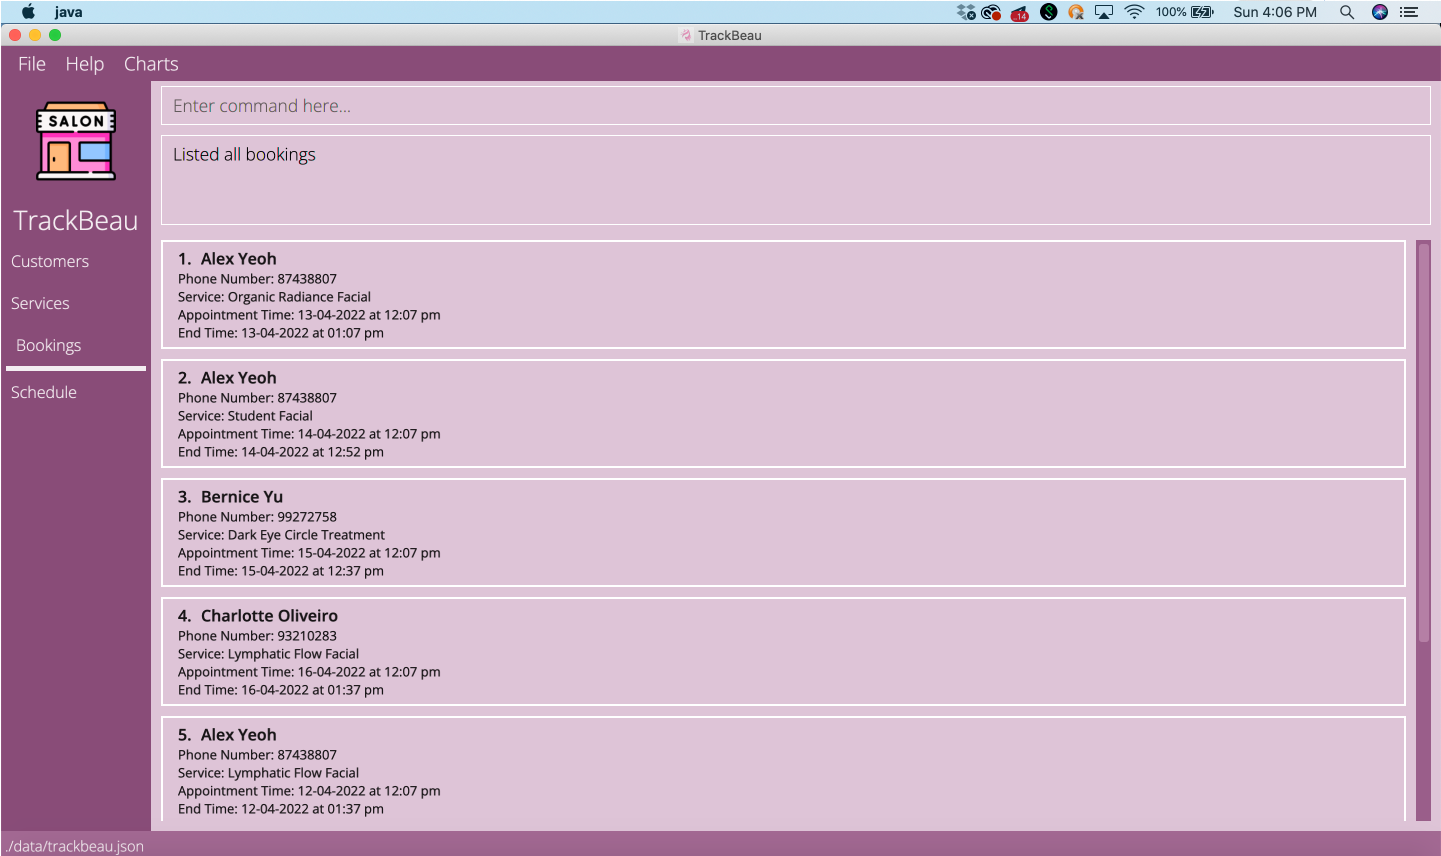 java
14
100%
Sun 4:06 PM
TrackBeau
File Help Charts
SALON
TrackBeau
Customers
Services
Bookings
Schedule
Enter command here...
Listed all bookings
1. Alex Yeoh
Phone Number: 87438807
Service: Organic Radiance Facial
Appointment Time: 13-04-2022 at 12:07 pm
End Time: 13-04-2022 at 01:07 pm
2. Alex Yeoh
Phone Number: 87438807
Service: Student Facial
Appointment Time: 14-04-2022 at 12:07 pm
End Time: 14-04-2022 at 12:52 pm
3. Bernice Yu
Phone Number: 99272758
Service: Dark Eye Circle Treatment
Appointment Time: 15-04-2022 at 12:07 pm
End Time: 15-04-2022 at 12:37 pm
4. Charlotte Oliveiro
Phone Number: 93210283
Service: Lymphatic Flow Facial
Appointment Time: 16-04-2022 at 12:07 pm
End Time: 16-04-2022 at 01:37 pm
5. Alex Yeoh
Phone Number: 87438807
Service: Lymphatic Flow Facial
Appointment Time: 12-04-2022 at 12:07 pm
End Time: 12-04-2022 at 01:37 pm
./data/trackbeau.json